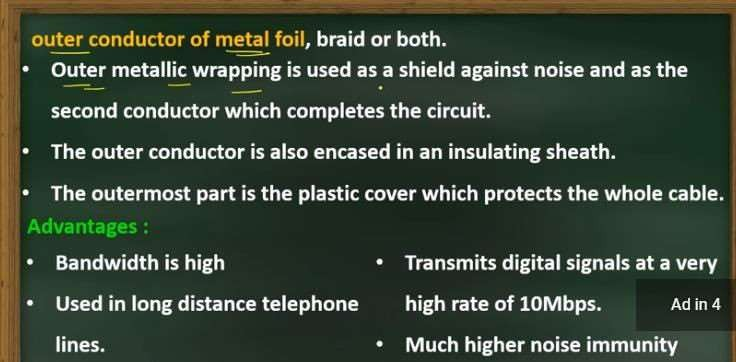 outer conductor of metal foil, braid or both.
• Outer metallic wrapping is used as a shield against noise and as the
second conductor which completes the circuit.
• The outer conductor is also encased in an insulating sheath.
• The outermost part is the plastic cover which protects the whole cable.
Advantages :
• Bandwidth is high
• Used in long distance telephone
lines.
• Transmits digital signals at a very
high rate of 10Mbps.
• Much higher noise immunity
Ad in 4